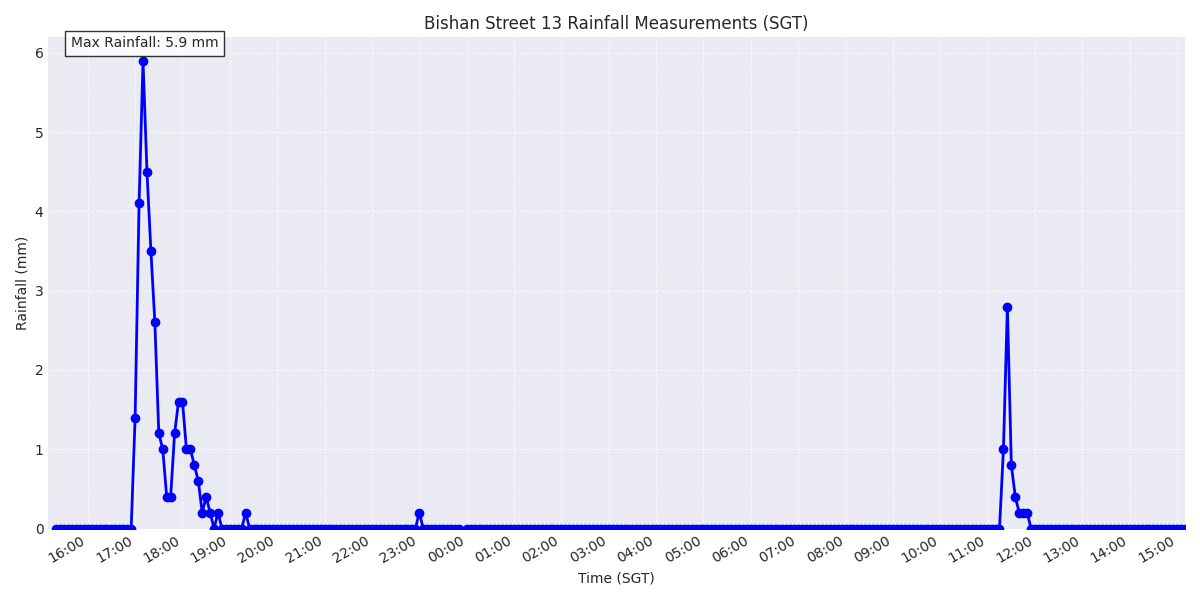 Bishan Street 13 Rainfall Measurements (SGT)
Max Rainfall: 5.9 mm
Rainfall (mm)
6
5
4
3
2
1
0
16:00 17:00 18:00 19:00 20:00 21:00 22:00 23:00 00:00 01:00 02:00 03:00 04:00 05:00 06:00 07:00 08:00 09:00 10:00 11:00 12:00 13:00 14:00 15:00
Time (SGT)